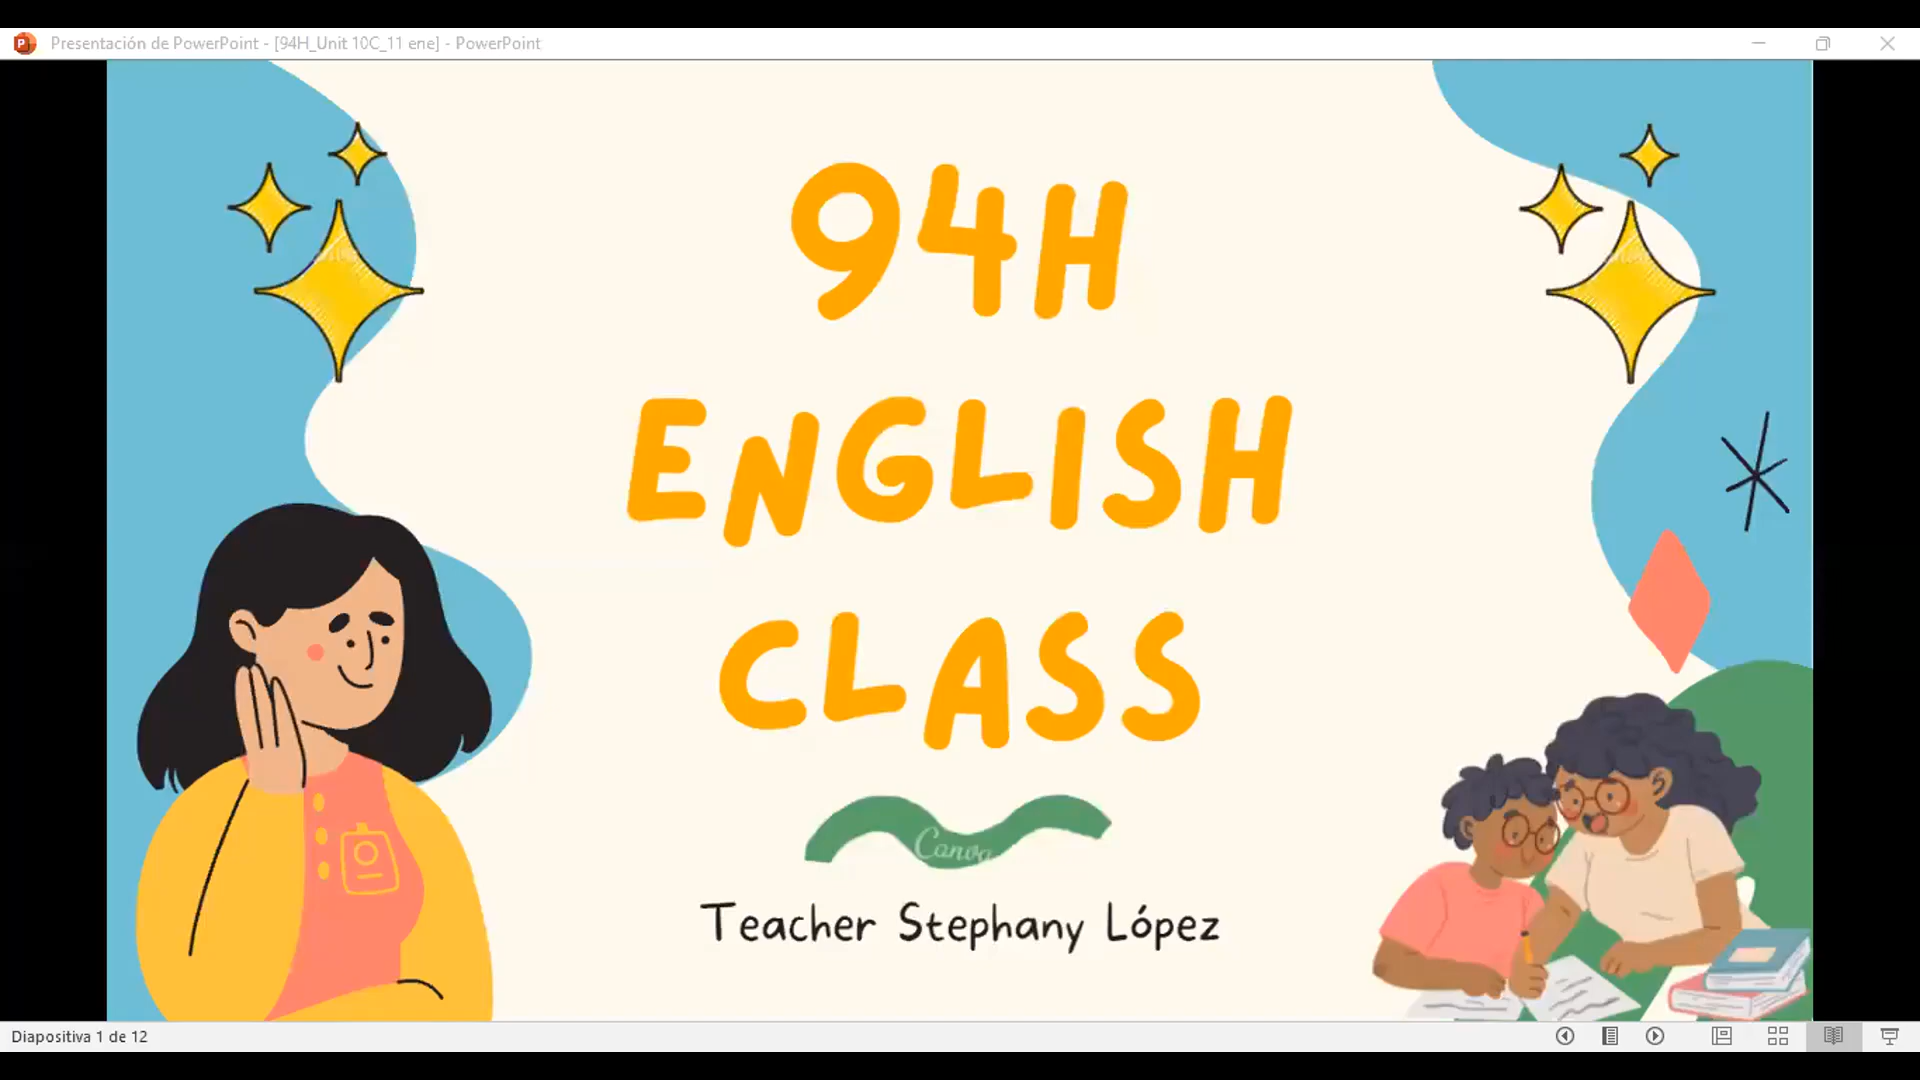 Presentación de PowerPoint - [94H_Unit 10C_11 ene] - PowerPoint
94H
ENGLISH
CLASS
Canva
Teacher Stephany López
Diapositiva 1 de 12